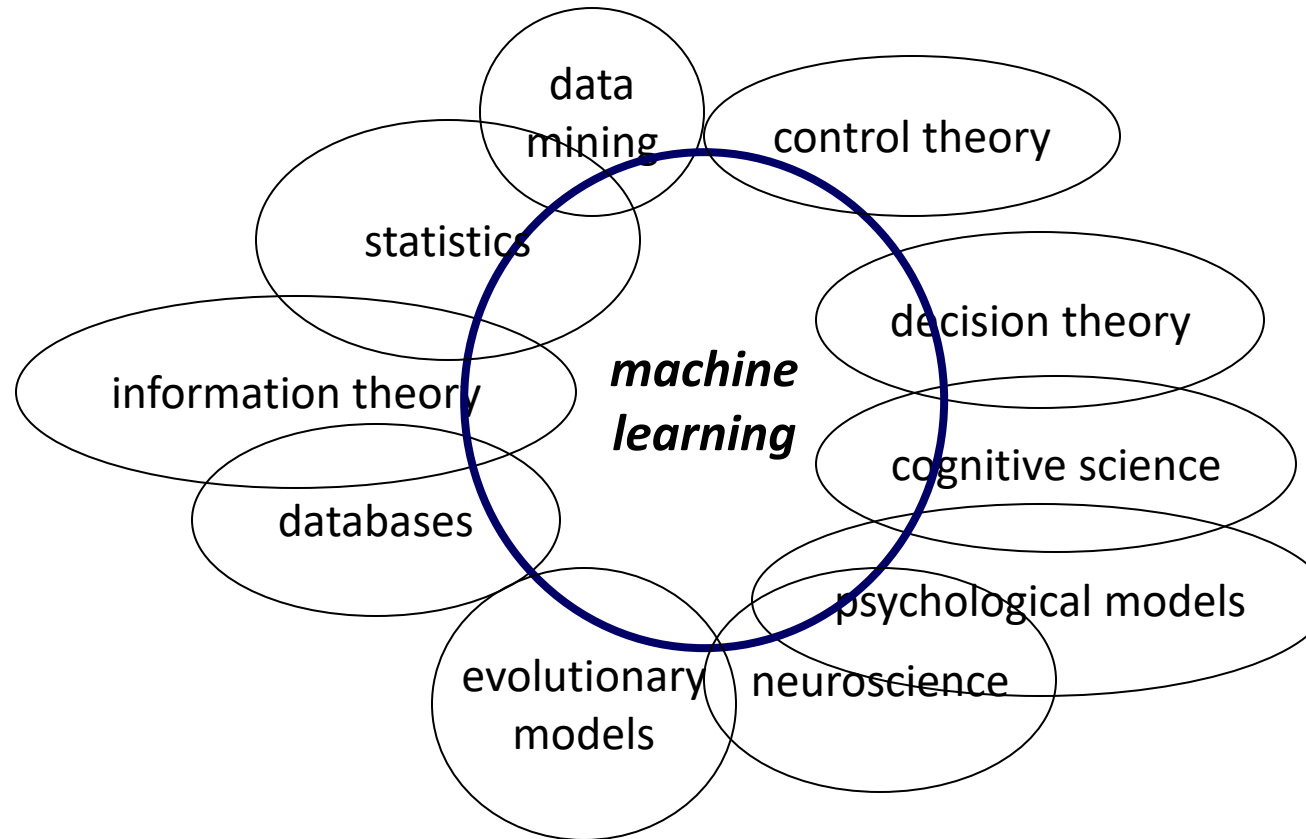 data
mining
control theory
statistics
decision theory
machine
learning
information theory
cognitive science
databases
psychological models
evolutionary
models
neuroscience